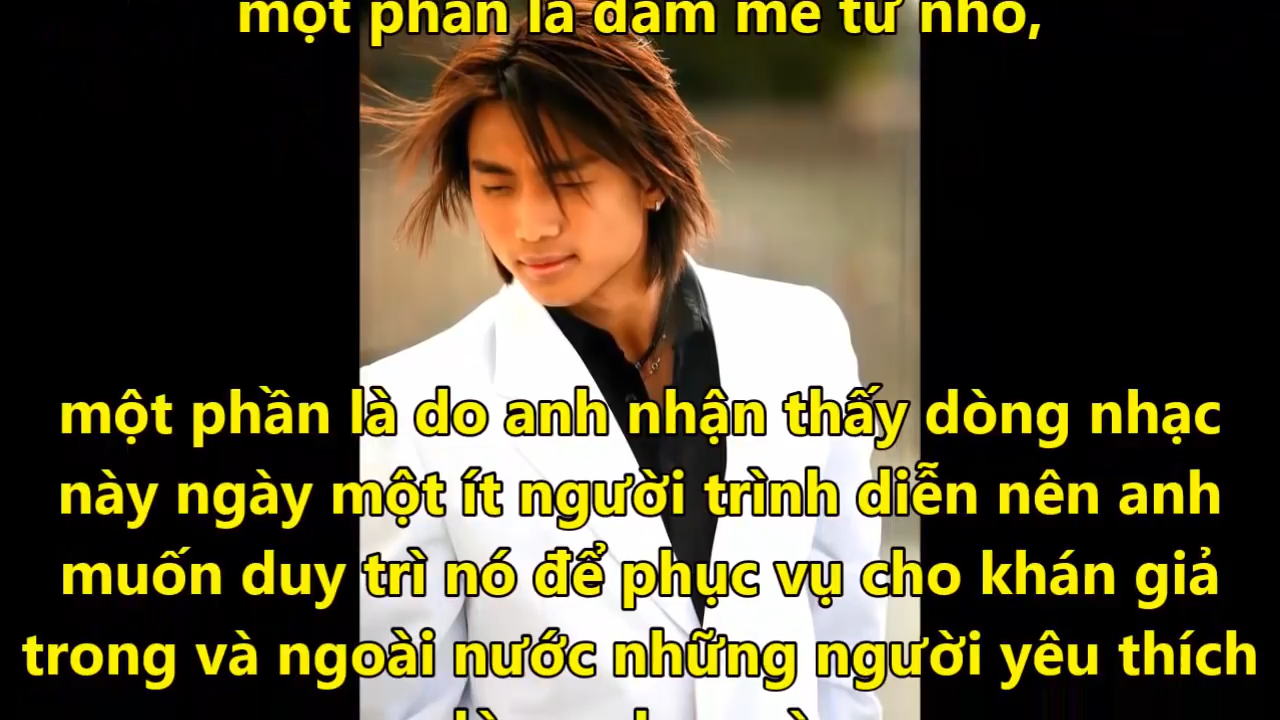 một phần là đam mê từ nhỏ,
một phần là do anh nhận thấy dòng nhạc
này ngày một ít người trình diễn nên anh
muốn duy trì nó để phục vụ cho khán giả
trong và ngoài nước những người yêu thích